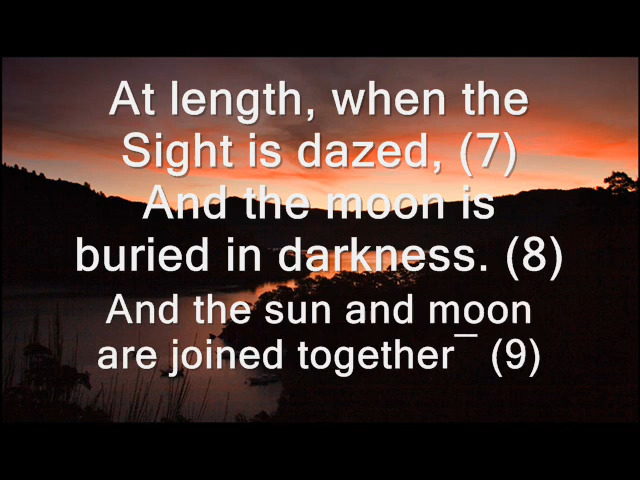 At length, when the
Sight is dazed, (7)
And the moon is
buried in darkness. (8)
And the sun and moon
are joined together¯ (9)